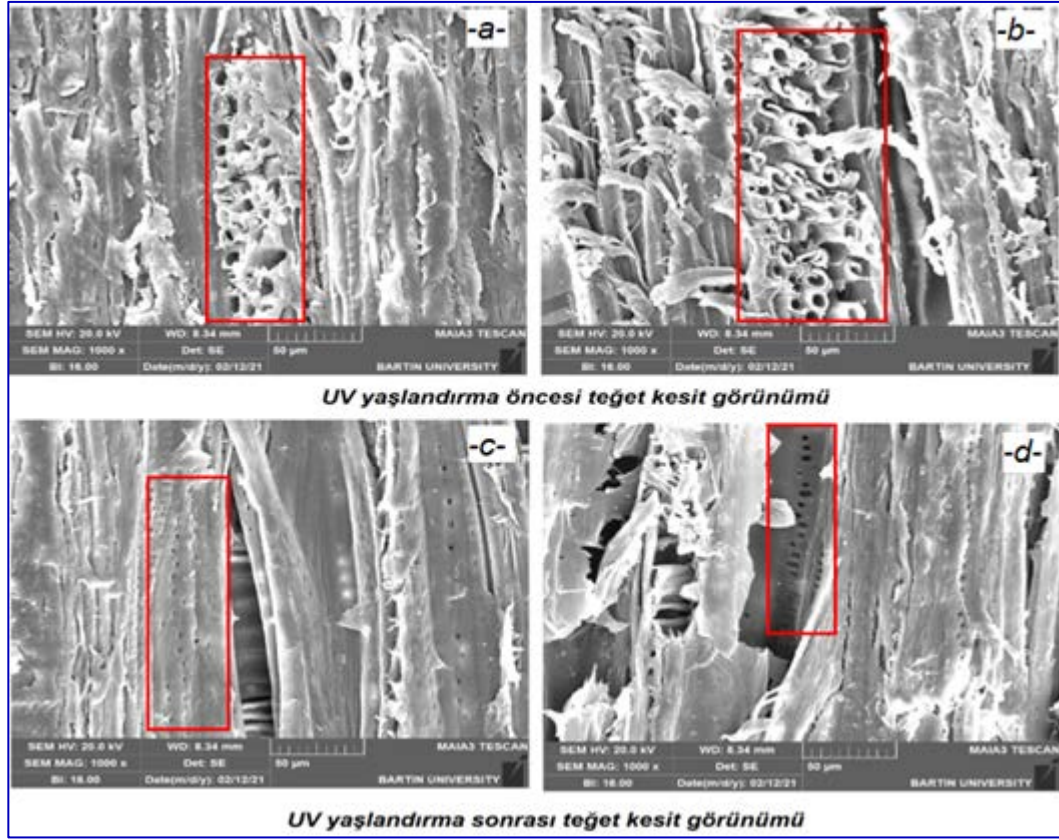 -a-
-b-
SEM HV: 20.0 kV WD: 8.34 mm MAIA3 TESCAN
SEM MAG: 1000 x Det: SE 50 µm
BI: 16.00 Date(m/d/y): 02/12/21 BARTIN UNIVERSITY
SEM HV: 20.0 kV WD: 8.34 mm MAIA3 TESCAN
SEM MAG: 1000 x Det: SE 50 µm
BI: 16.00 Date(m/d/y): 02/12/21 BARTIN UNIVERSITY
UV yaşlandırma öncesi teğet kesit görünümü
-c-
-d-
SEM HV: 20.0 kV WD: 8.34 mm MAIA3 TESCAN
SEM MAG: 1000 x Det: SE 50 µm
BI: 16.00 Date(m/d/y): 02/12/21 BARTIN UNIVERSITY
SEM HV: 20.0 kV WD: 8.34 mm MAIA3 TESCAN
SEM MAG: 1000 x Det: SE 50 µm
BI: 16.00 Date(m/d/y): 02/12/21 BARTIN UNIVERSITY
UV yaşlandırma sonrası teğet kesit görünümü